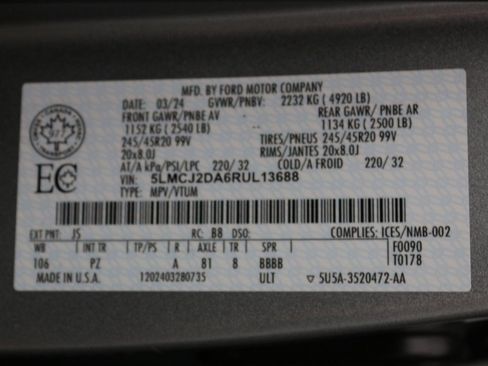 MFD. BY FORD MOTOR COMPANY
DATE: 03/24 GVWR/PNBV: 2232 KG ( 4920 LB)
FRONT GAWR/PNBE AV REAR GAWR/ PNBE AR
1152 KG ( 2540 LB) 1134 KG ( 2500 LB)
245/45R20 99V TIRES/PNEUS 245/45R20 99V
20x8.0J RIMS/JANTES 20x8.0J
AT/A kPa/PSI/LPC 220/ 32 COLD/A FROID 220/ 32
VIN: 5LMCJ2DA6RUL13688
TYPE: MPV/VTUM
EXT PNT: JS RC: B8 DSO: COMPLIES: ICES/NMB-002
WB INT TR TP/PS R AXLE TR SPR F0090
106 PZ A 81 8 BBBB T0178
MADE IN U.S.A. 1202403280735 ULT ▽ 5U5A-3520472-AA